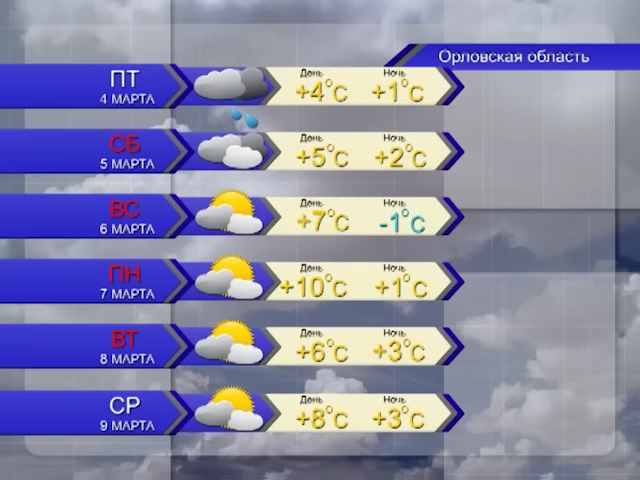 Орловская область
ПТ
4 МАРТА
День Ночь
+4°C +1°C
СБ
5 МАРТА
День Ночь
+5°C +2°C
ВС
6 МАРТА
День Ночь
+7°C -1°C
ПН
7 МАРТА
День Ночь
+10°C +1°C
ВТ
8 МАРТА
День Ночь
+6°C +3°C
СР
9 МАРТА
День Ночь
+8°C +3°C